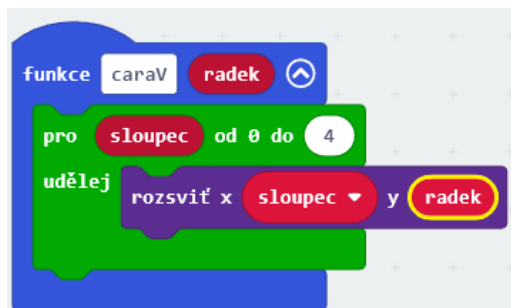 funkce caraV radek
pro sloupec od 0 do 4
udělej rozsviť x sloupec y radek